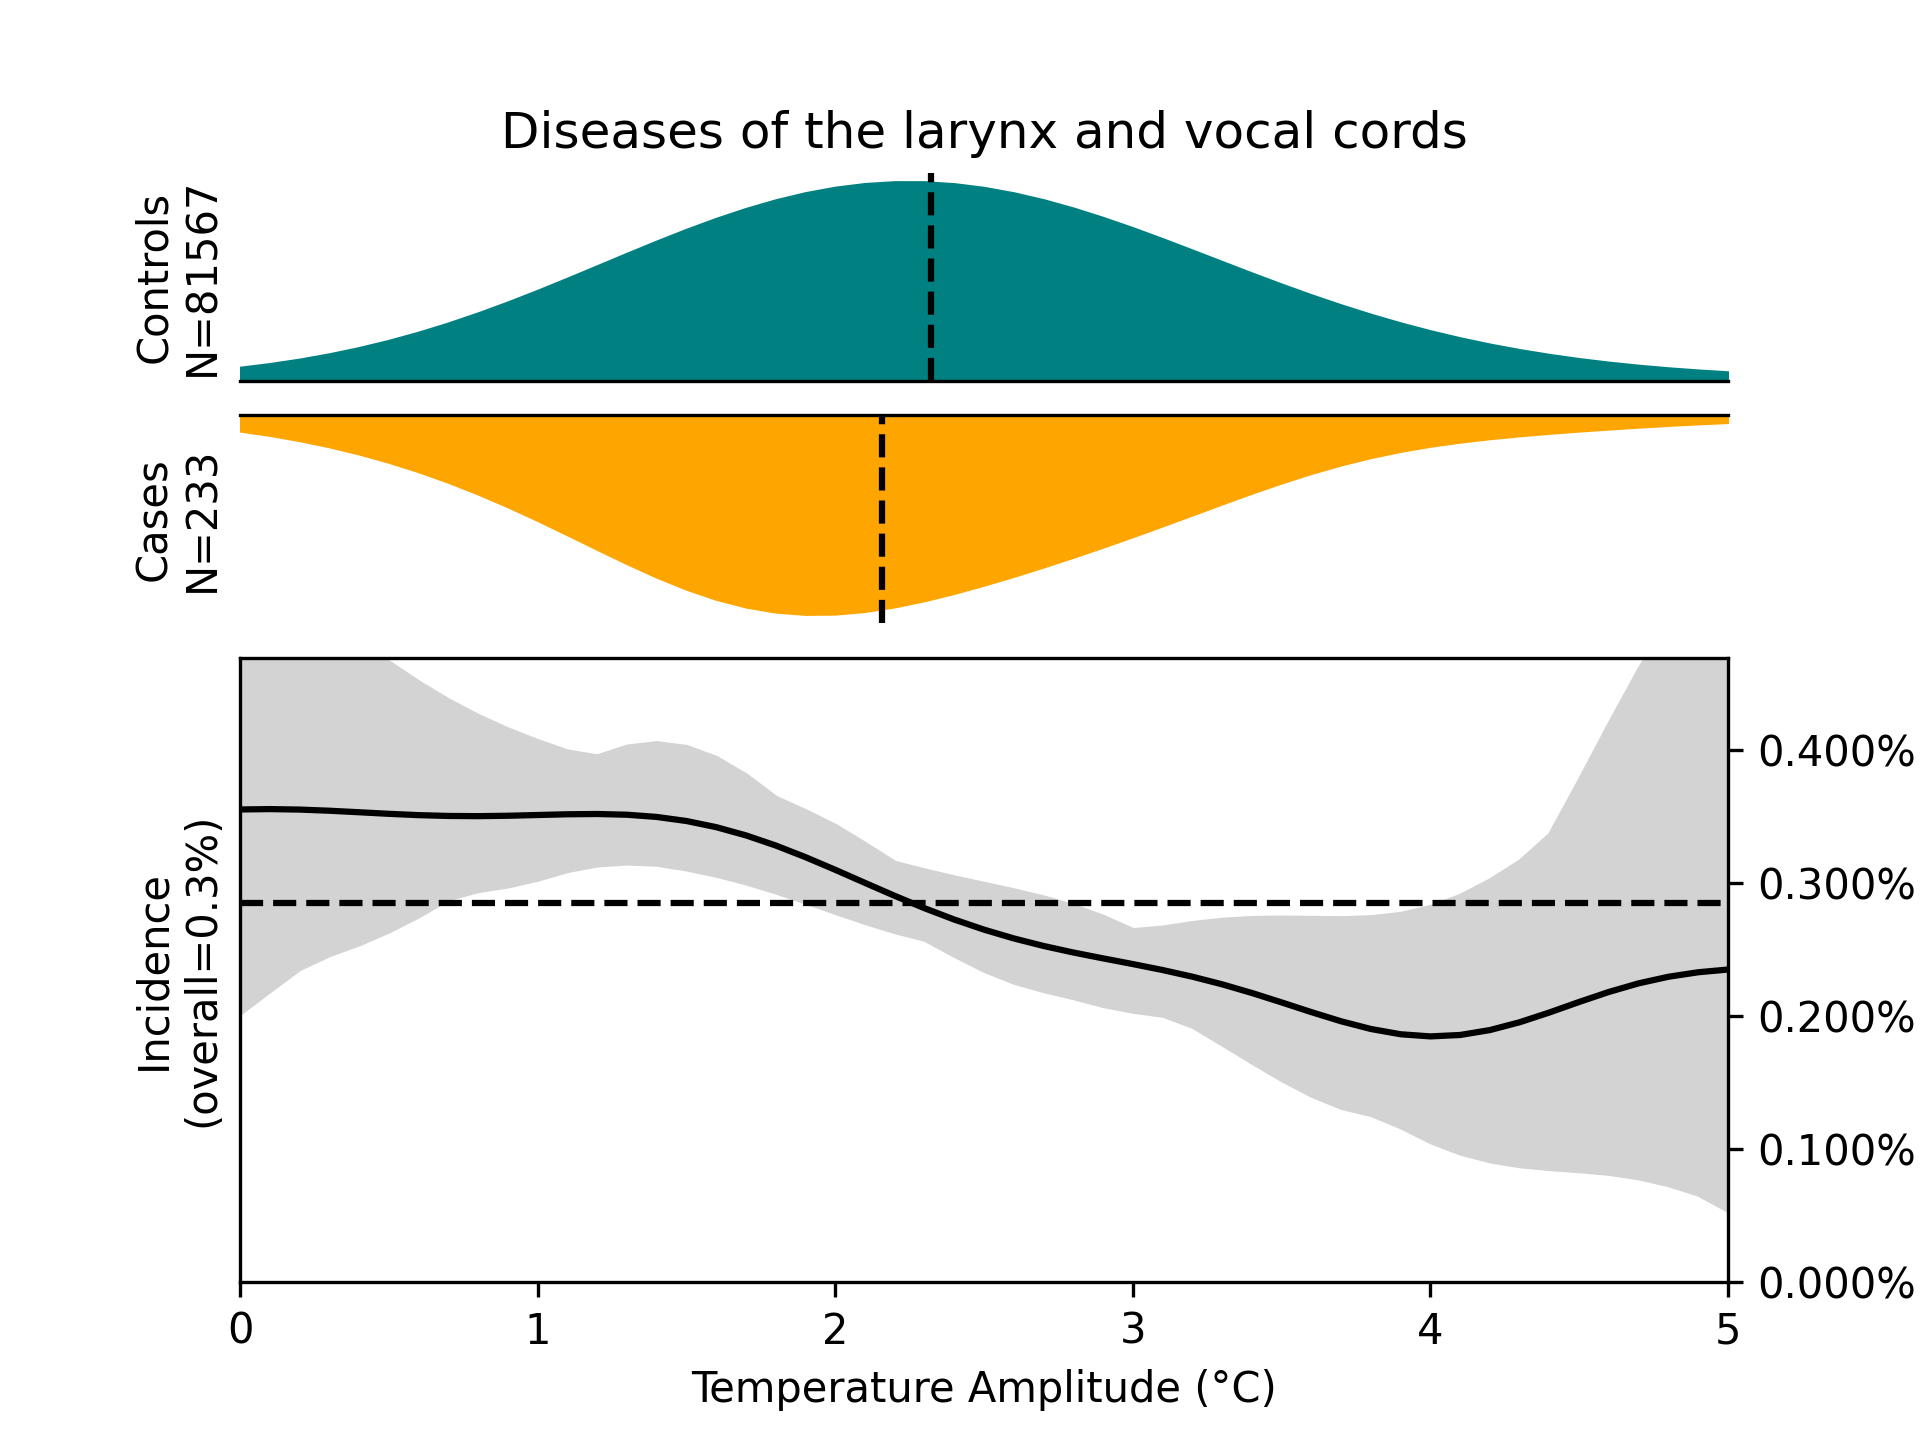 Diseases of the larynx and vocal cords
Controls
N=81567
Cases
N=233
Incidence
(overall=0.3%)
0.400%
0.300%
0.200%
0.100%
0.000%
0 1 2 3 4 5
Temperature Amplitude (°C)